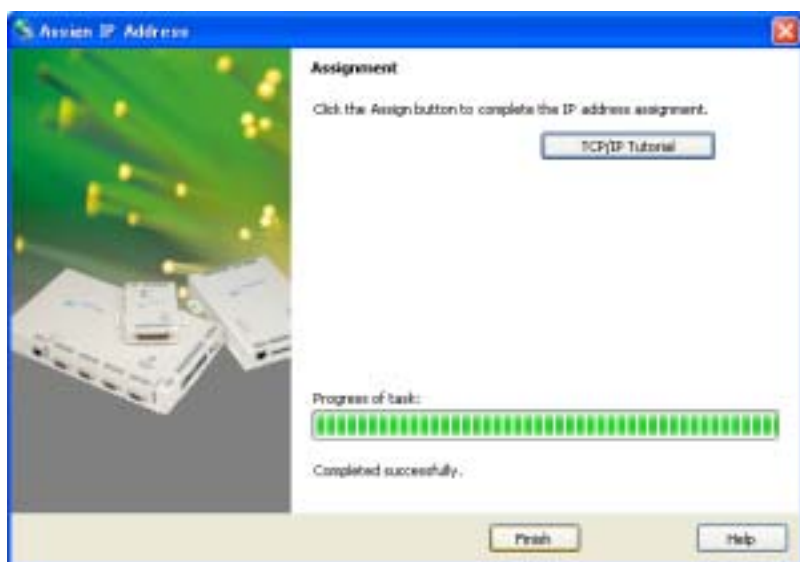 Assign IP Address
Assignment
Click the Assign button to complete the IP address assignment.
TCP/IP Tutorial
Progress of task:
Completed successfully.
Finish
Help